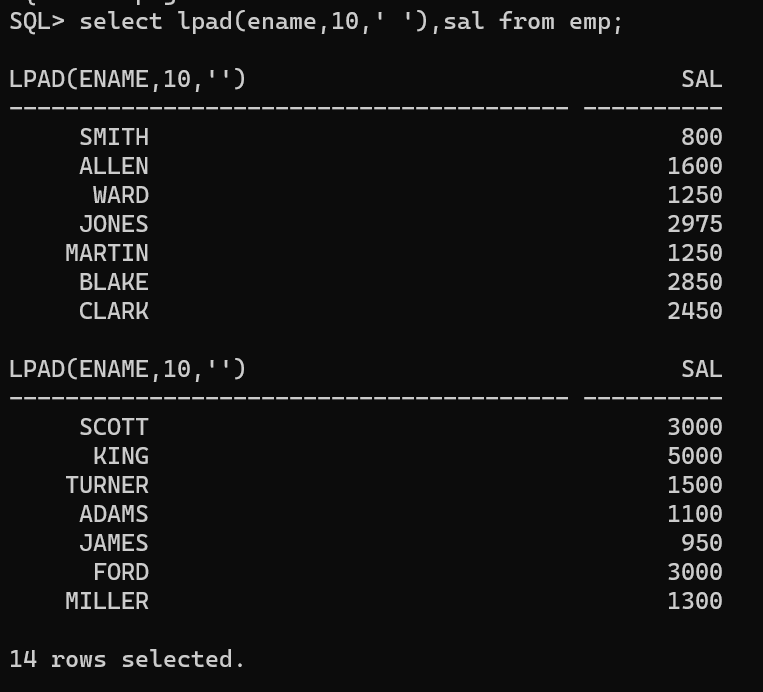 SQL> select lpad(ename,10,' '),sal from emp;
LPAD(ENAME,10,'') SAL
---------------------------------------- ----------
SMITH 800
ALLEN 1600
WARD 1250
JONES 2975
MARTIN 1250
BLAKE 2850
CLARK 2450
LPAD(ENAME,10,'') SAL
---------------------------------------- ----------
SCOTT 3000
KING 5000
TURNER 1500
ADAMS 1100
JAMES 950
FORD 3000
MILLER 1300
14 rows selected.